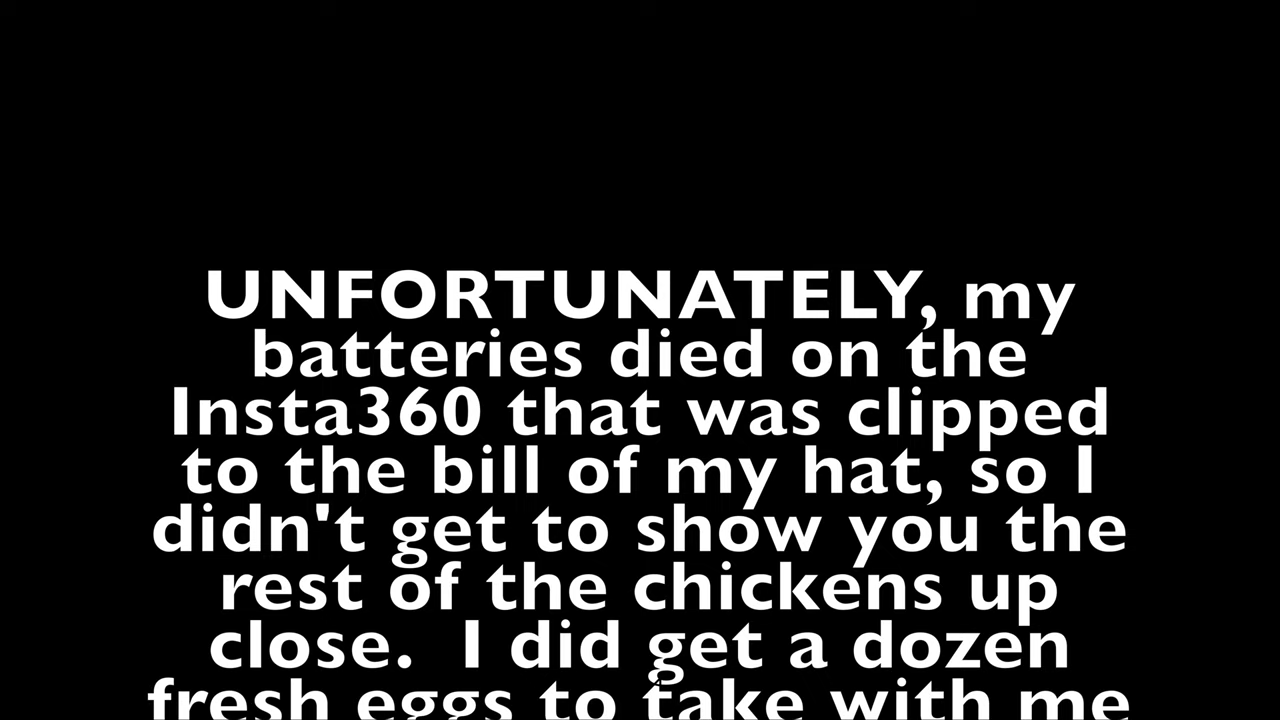 UNFORTUNATELY, my
batteries died on the
Insta360 that was clipped
to the bill of my hat, so I
didn't get to show you the
rest of the chickens up
close.  I did get a dozen
fresh eggs to take with me